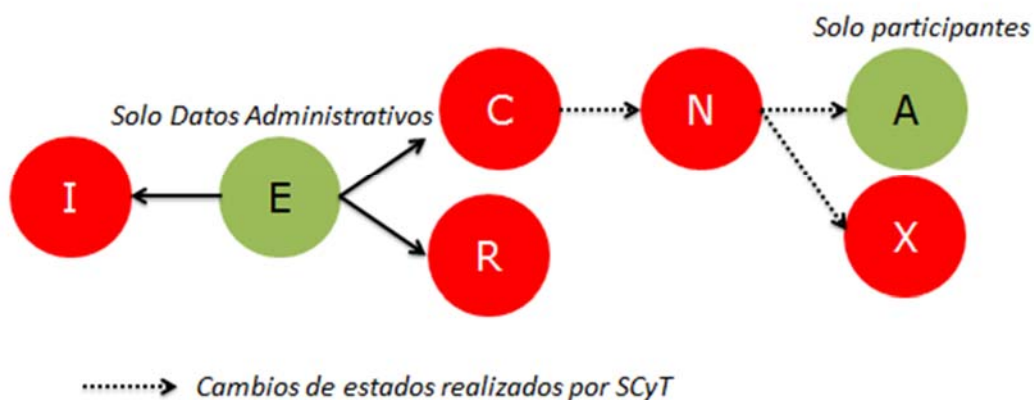 Solo participantes
Solo Datos Administrativos
C
N
A
I
E
R
X
Cambios de estados realizados por SCyT